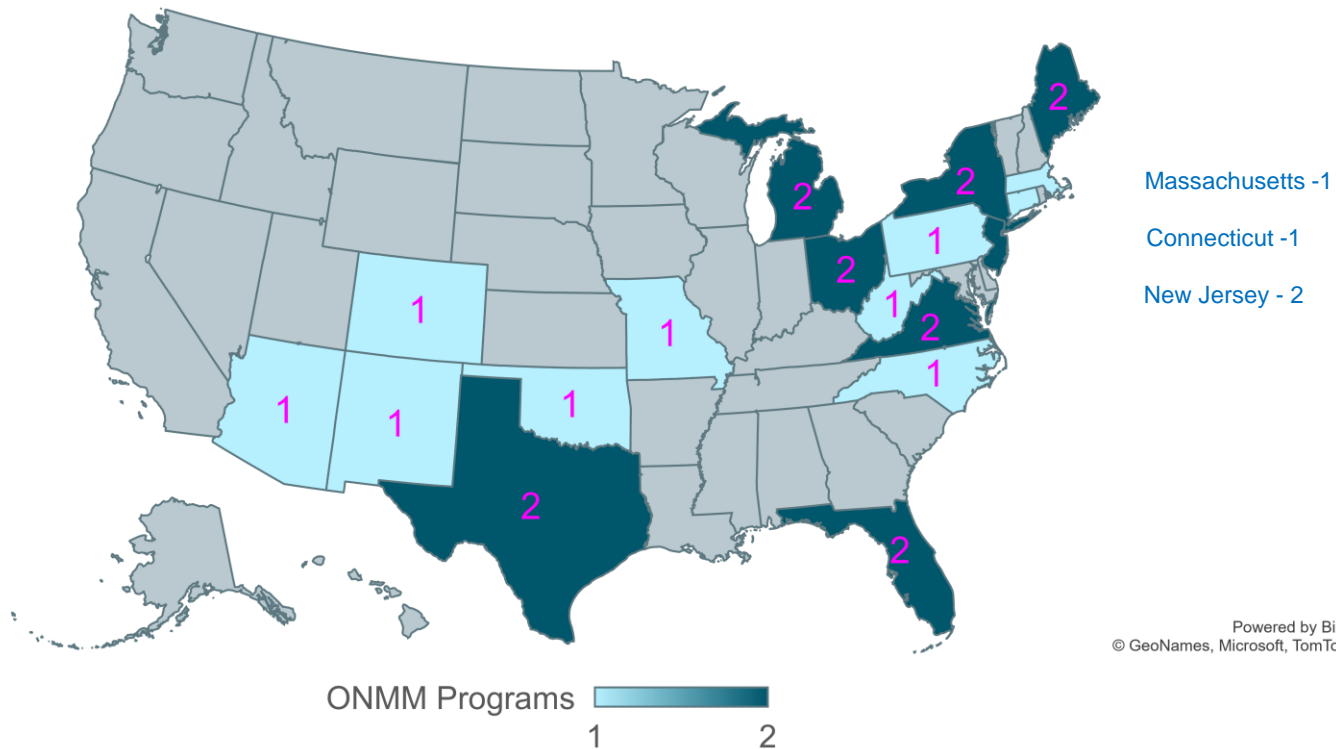 2
2
2
Massachusetts -1
1
Connecticut -1
2
1
New Jersey - 2
1
2
1
1
1
1
1
2
2
Powered by Bi
© GeoNames, Microsoft, TomTo
ONMM Programs
1
2